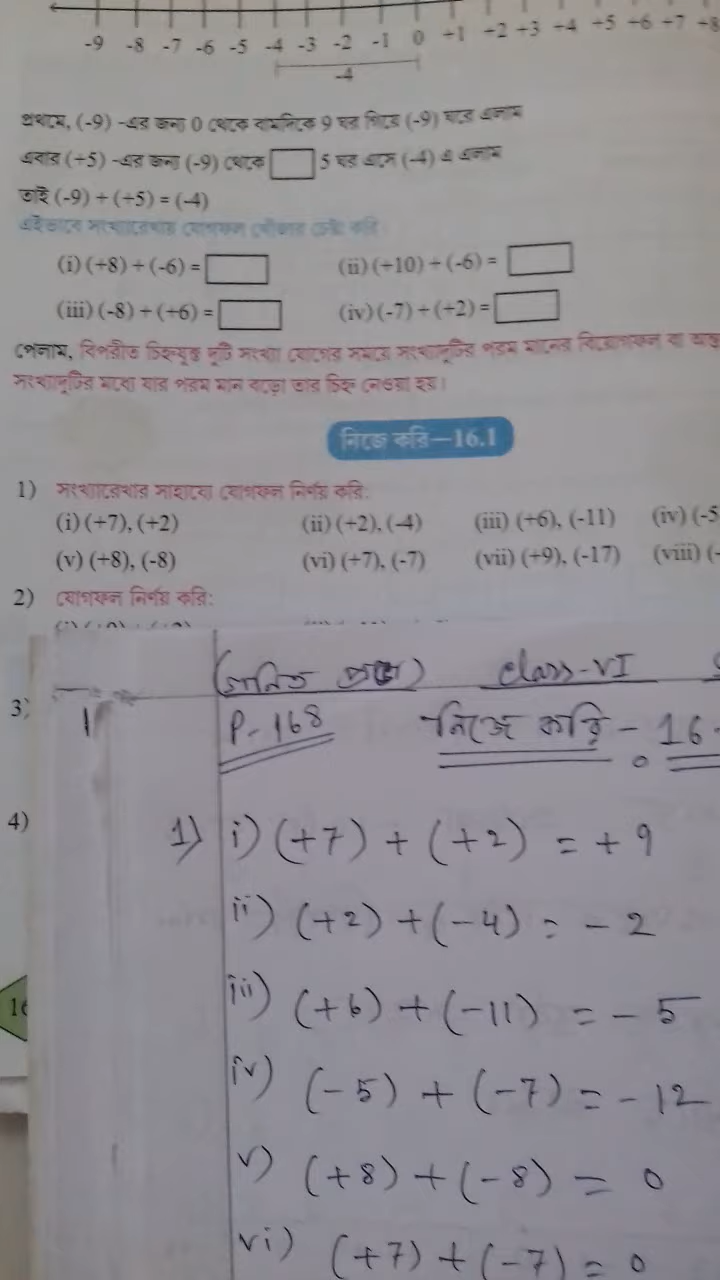 -9 -8 -7 -6 -5 -4 -3 -2 -1 0 +1 +2 +3 +4 +5 +6 +7 +8
-4
প্রথমে, (-9) -এর জন্য 0 থেকে বামদিকে 9 ঘর গিয়ে (-9) ঘরে এলাম
এবার (+5) -এর জন্য (-9) থেকে 5 ঘর এসে (-4) এ এলাম
তাই (-9) + (+5) = (-4)
এইভাবে সংখ্যারেখায় যোগফল খোঁজার চেষ্টা করি:
(i) (+8) + (-6) = (ii) (+10) + (-6) =
(iii) (-8) + (+6) = (iv) (-7) + (+2) =
পেলাম, বিপরীত চিহ্নযুক্ত দুটি সংখ্যা যোগের সময়ে সংখ্যাদুটির পরম মানের বিয়োগফল বা
সংখ্যাদুটির মধ্যে যার পরম মান বড়ো তার চিহ্ন নেওয়া হয়।
নিজে করি—16.1
1) সংখ্যারেখার সাহায্যে যোগফল নির্ণয় করি:
(i) (+7), (+2) (ii) (+2), (-4) (iii) (+6), (-11) (iv) (-5
(v) (+8), (-8) (vi) (+7), (-7) (vii) (+9), (-17) (viii) (-
2) যোগফল নির্ণয় করি:
3)
(গনিত প্রভা) Class-VI
P-168 নিজে করি - 16.
4)
1) i) (+7) + (+2) = + 9
ii) (+2) + (-4) = - 2
iii) (+6) + (-11) = - 5
iv) (-5) + (-7) = - 12
v) (+8) + (-8) = 0
vi) (+7) + (-7) = 0